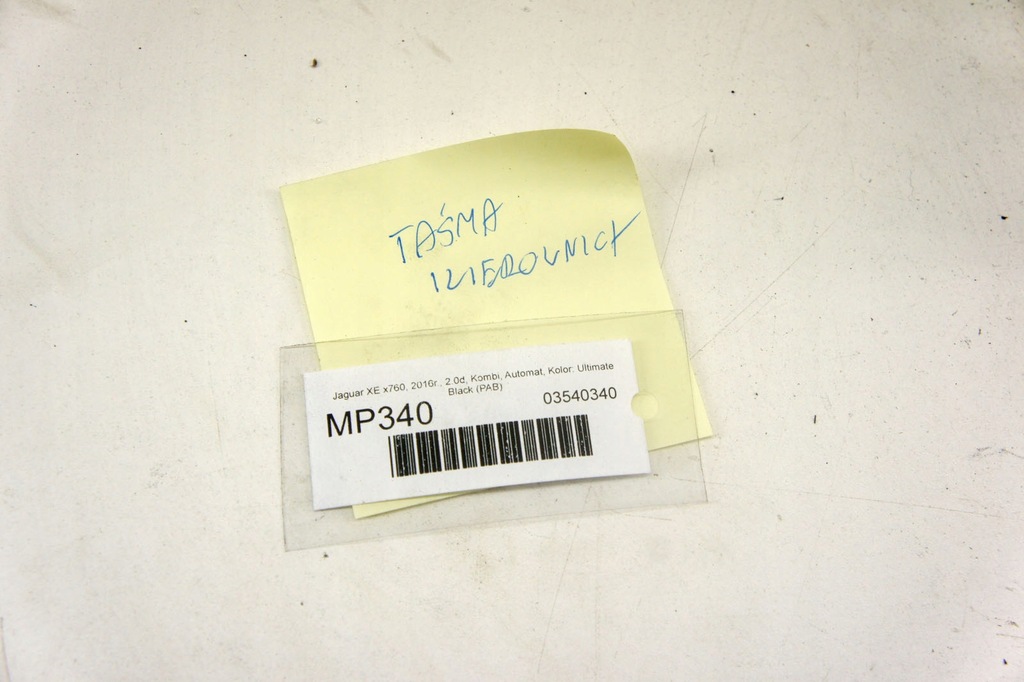 TAŚMA
KIEROWNICY
Jaguar XE x760, 2016r., 2.0d, Kombi, Automat, Kolor: Ultimate
Black (PAB)
MP340
03540340